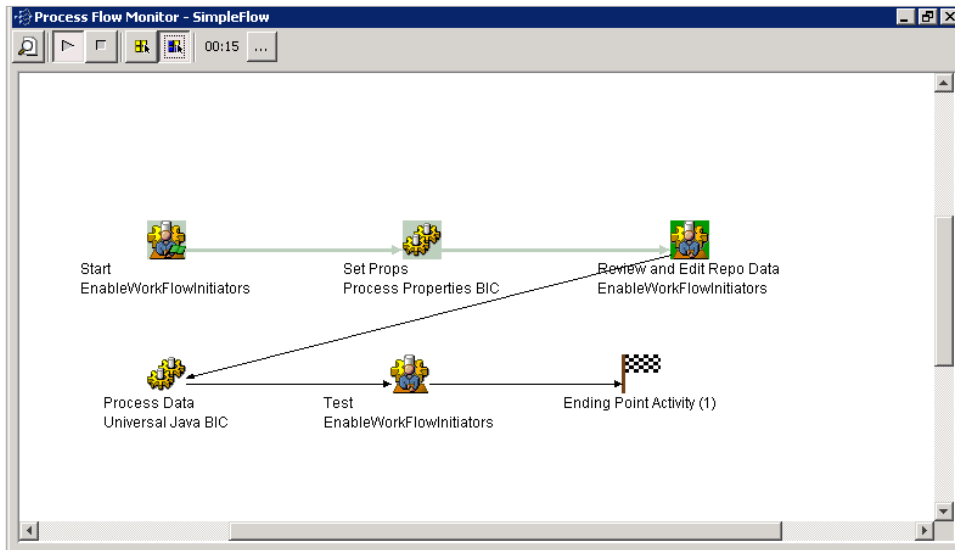 Process Flow Monitor - SimpleFlow
00:15 ...
Start
EnableWorkFlowInitiators
Set Props
Process Properties BIC
Review and Edit Repo Data
EnableWorkFlowInitiators
Process Data
Universal Java BIC
Test
EnableWorkFlowInitiators
Ending Point Activity (1)